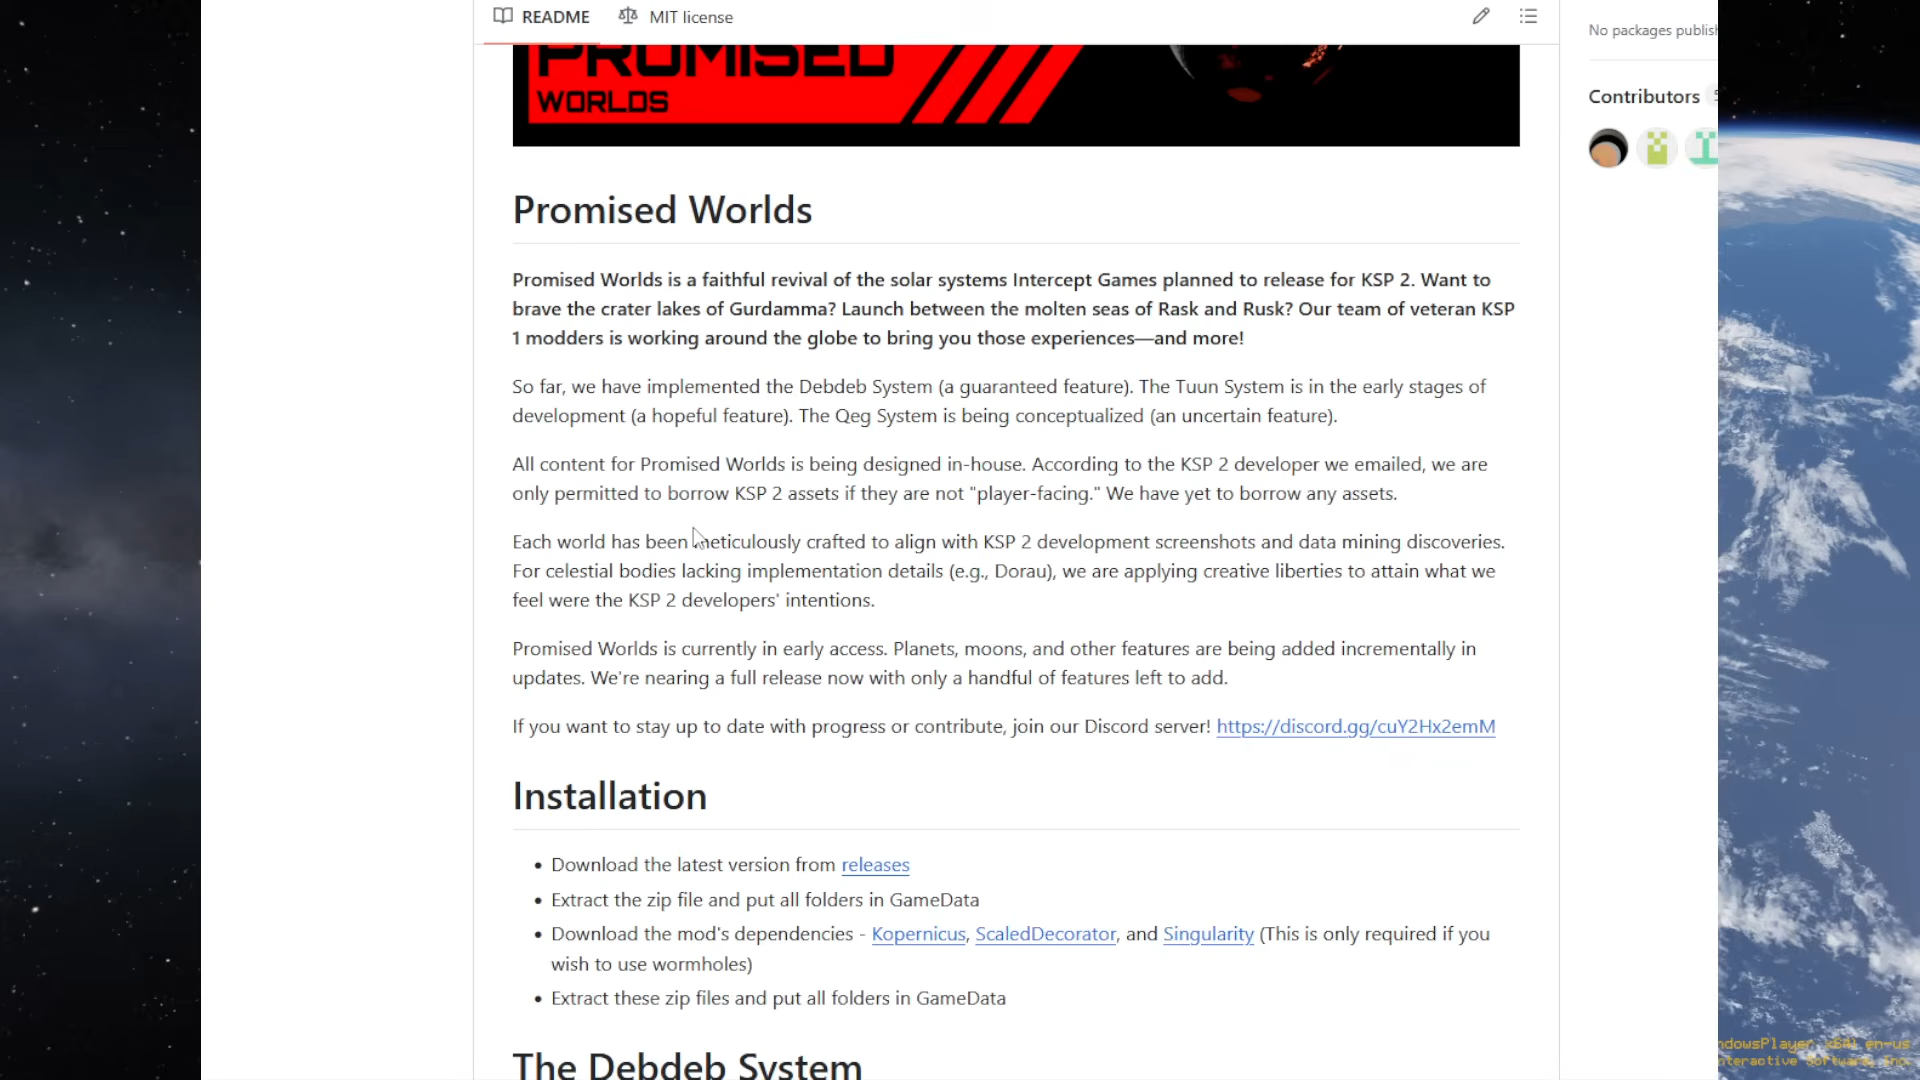 README
MIT license
No packages publish
PROMISED
WORLDS
Contributors 5
Promised Worlds
Promised Worlds is a faithful revival of the solar systems Intercept Games planned to release for KSP 2. Want to
brave the crater lakes of Gurdamma? Launch between the molten seas of Rask and Rusk? Our team of veteran KSP
1 modders is working around the globe to bring you those experiences—and more!
So far, we have implemented the Debdeb System (a guaranteed feature). The Tuun System is in the early stages of
development (a hopeful feature). The Qeg System is being conceptualized (an uncertain feature).
All content for Promised Worlds is being designed in-house. According to the KSP 2 developer we emailed, we are
only permitted to borrow KSP 2 assets if they are not "player-facing." We have yet to borrow any assets.
Each world has been meticulously crafted to align with KSP 2 development screenshots and data mining discoveries.
For celestial bodies lacking implementation details (e.g., Dorau), we are applying creative liberties to attain what we
feel were the KSP 2 developers' intentions.
Promised Worlds is currently in early access. Planets, moons, and other features are being added incrementally in
updates. We're nearing a full release now with only a handful of features left to add.
If you want to stay up to date with progress or contribute, join our Discord server! https://discord.gg/cuY2Hx2emM
Installation
• Download the latest version from releases
• Extract the zip file and put all folders in GameData
• Download the mod's dependencies - Kopernicus, ScaledDecorator, and Singularity (This is only required if you
wish to use wormholes)
• Extract these zip files and put all folders in GameData
The Debdeb System
ndowsPlayer x64) en-us
nteractive Software, Inc.